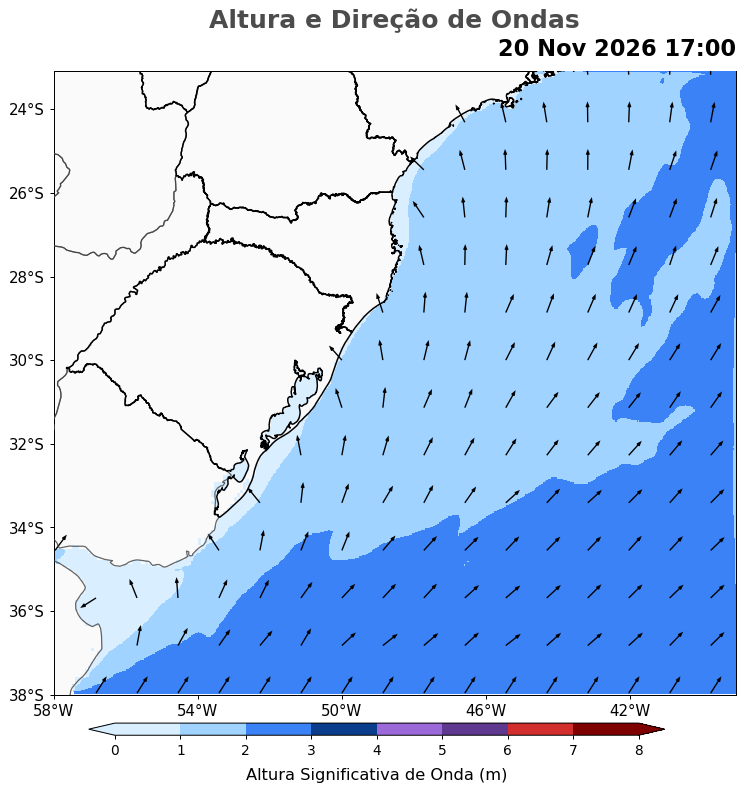 Altura e Direção de Ondas
20 Nov 2026 17:00
24°S
26°S
28°S
30°S
32°S
34°S
36°S
38°S
58°W 54°W 50°W 46°W 42°W
0 1 2 3 4 5 6 7 8
Altura Significativa de Onda (m)